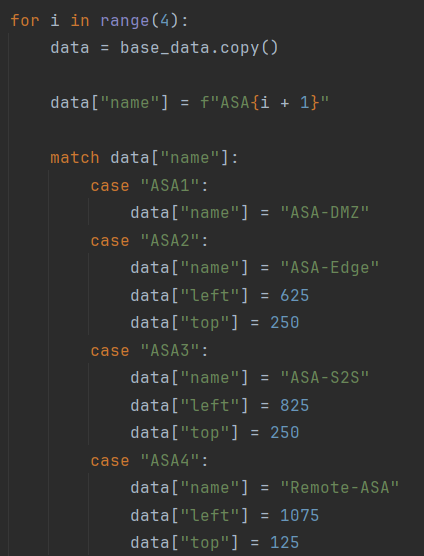 for i in range(4):
    data = base_data.copy()

    data["name"] = f"ASA{i + 1}"

    match data["name"]:
        case "ASA1":
            data["name"] = "ASA-DMZ"
        case "ASA2":
            data["name"] = "ASA-Edge"
            data["left"] = 625
            data["top"] = 250
        case "ASA3":
            data["name"] = "ASA-S2S"
            data["left"] = 825
            data["top"] = 250
        case "ASA4":
            data["name"] = "Remote-ASA"
            data["left"] = 1075
            data["top"] = 125